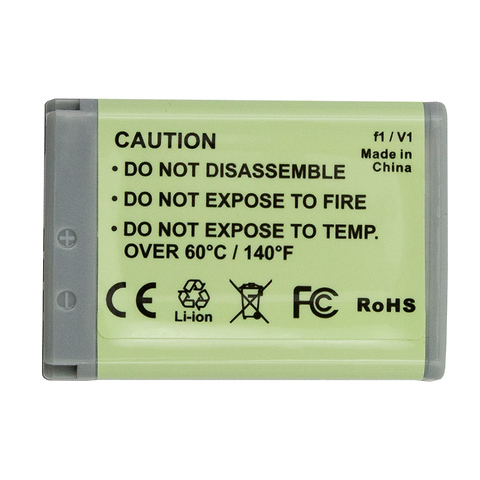 CAUTION
f1 / V1
Made in
China
• DO NOT DISASSEMBLE
• DO NOT EXPOSE TO FIRE
• DO NOT EXPOSE TO TEMP.
OVER 60°C / 140°F
+
−
CE Li-ion FC RoHS